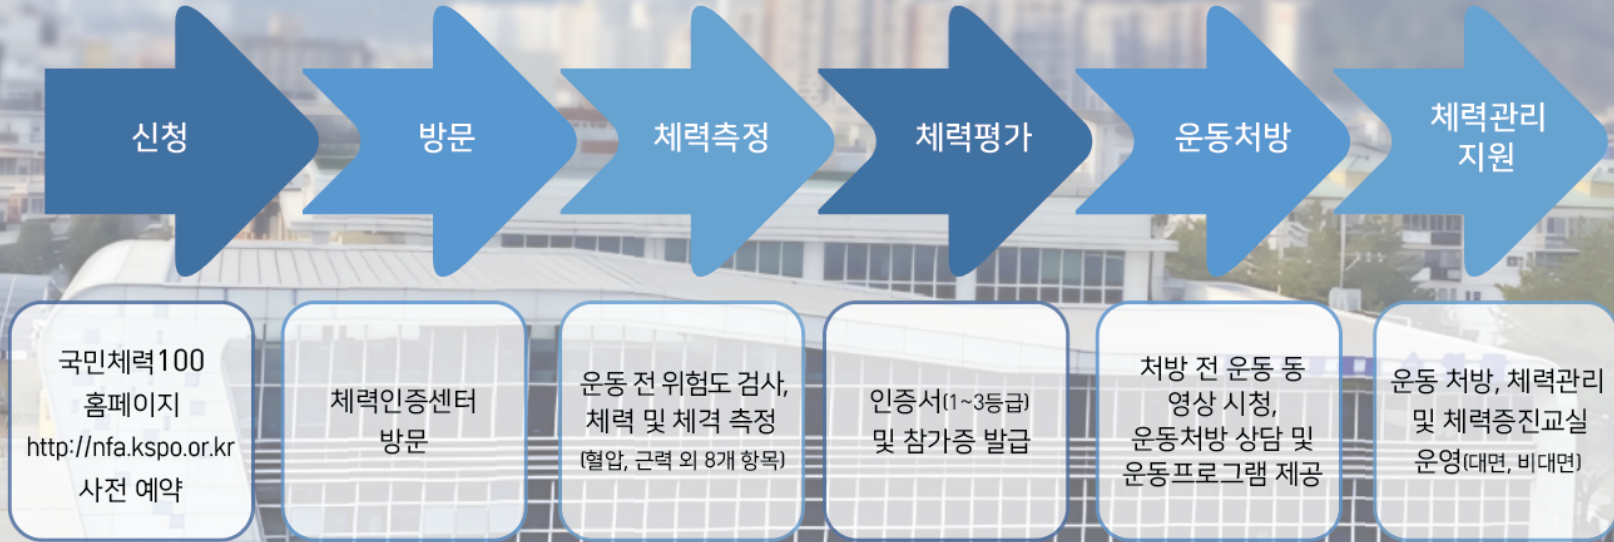 신청
방문
체력측정
체력평가
운동처방
체력관리
지원
국민체력100
홈페이지
http://nfa.kspo.or.kr
사전 예약
체력인증센터
방문
운동 전 위험도 검사,
체력 및 체격 측정
(혈압, 근력 외 8개 항목)
인증서(1~3등급)
및 참가증 발급
처방 전 운동 동
영상 시청,
운동처방 상담 및
운동프로그램 제공
운동 처방, 체력관리
및 체력증진교실
운영(대면, 비대면)